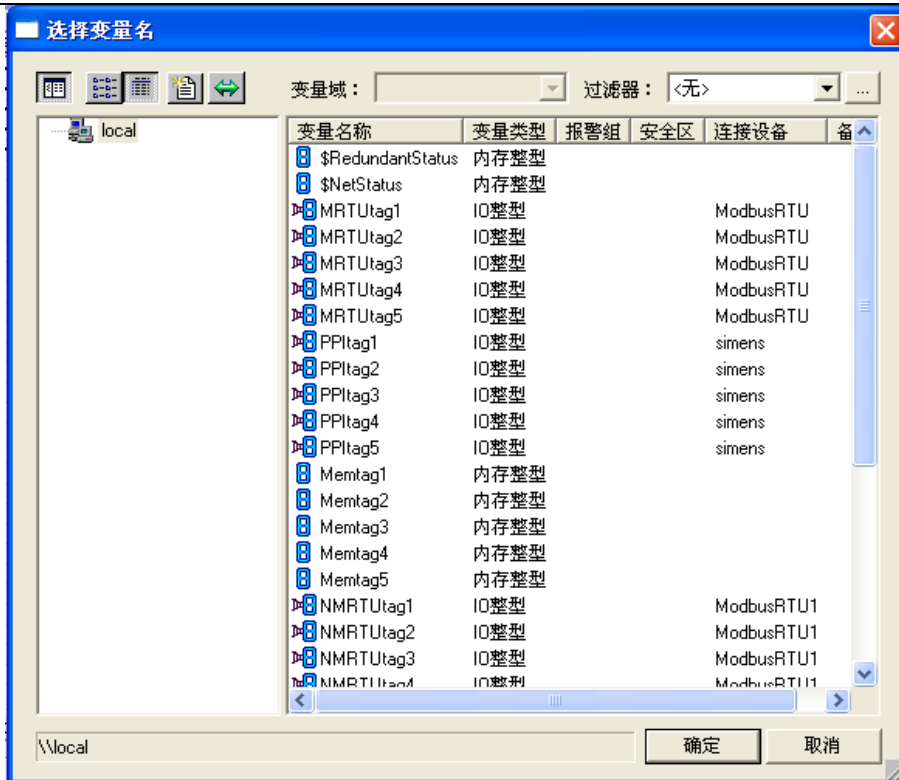 选择变量名
变量域： 过滤器： <无> ...
local
变量名称 变量类型 报警组 安全区 连接设备 备
$RedundantStatus 内存整型
$NetStatus 内存整型
MRTUtag1 IO整型 ModbusRTU
MRTUtag2 IO整型 ModbusRTU
MRTUtag3 IO整型 ModbusRTU
MRTUtag4 IO整型 ModbusRTU
MRTUtag5 IO整型 ModbusRTU
PPItag1 IO整型 simens
PPItag2 IO整型 simens
PPItag3 IO整型 simens
PPItag4 IO整型 simens
PPItag5 IO整型 simens
Memtag1 内存整型
Memtag2 内存整型
Memtag3 内存整型
Memtag4 内存整型
Memtag5 内存整型
NMRTUtag1 IO整型 ModbusRTU1
NMRTUtag2 IO整型 ModbusRTU1
NMRTUtag3 IO整型 ModbusRTU1
NMRTUtag4 IO整型 ModbusRTU1
\\local 确定 取消